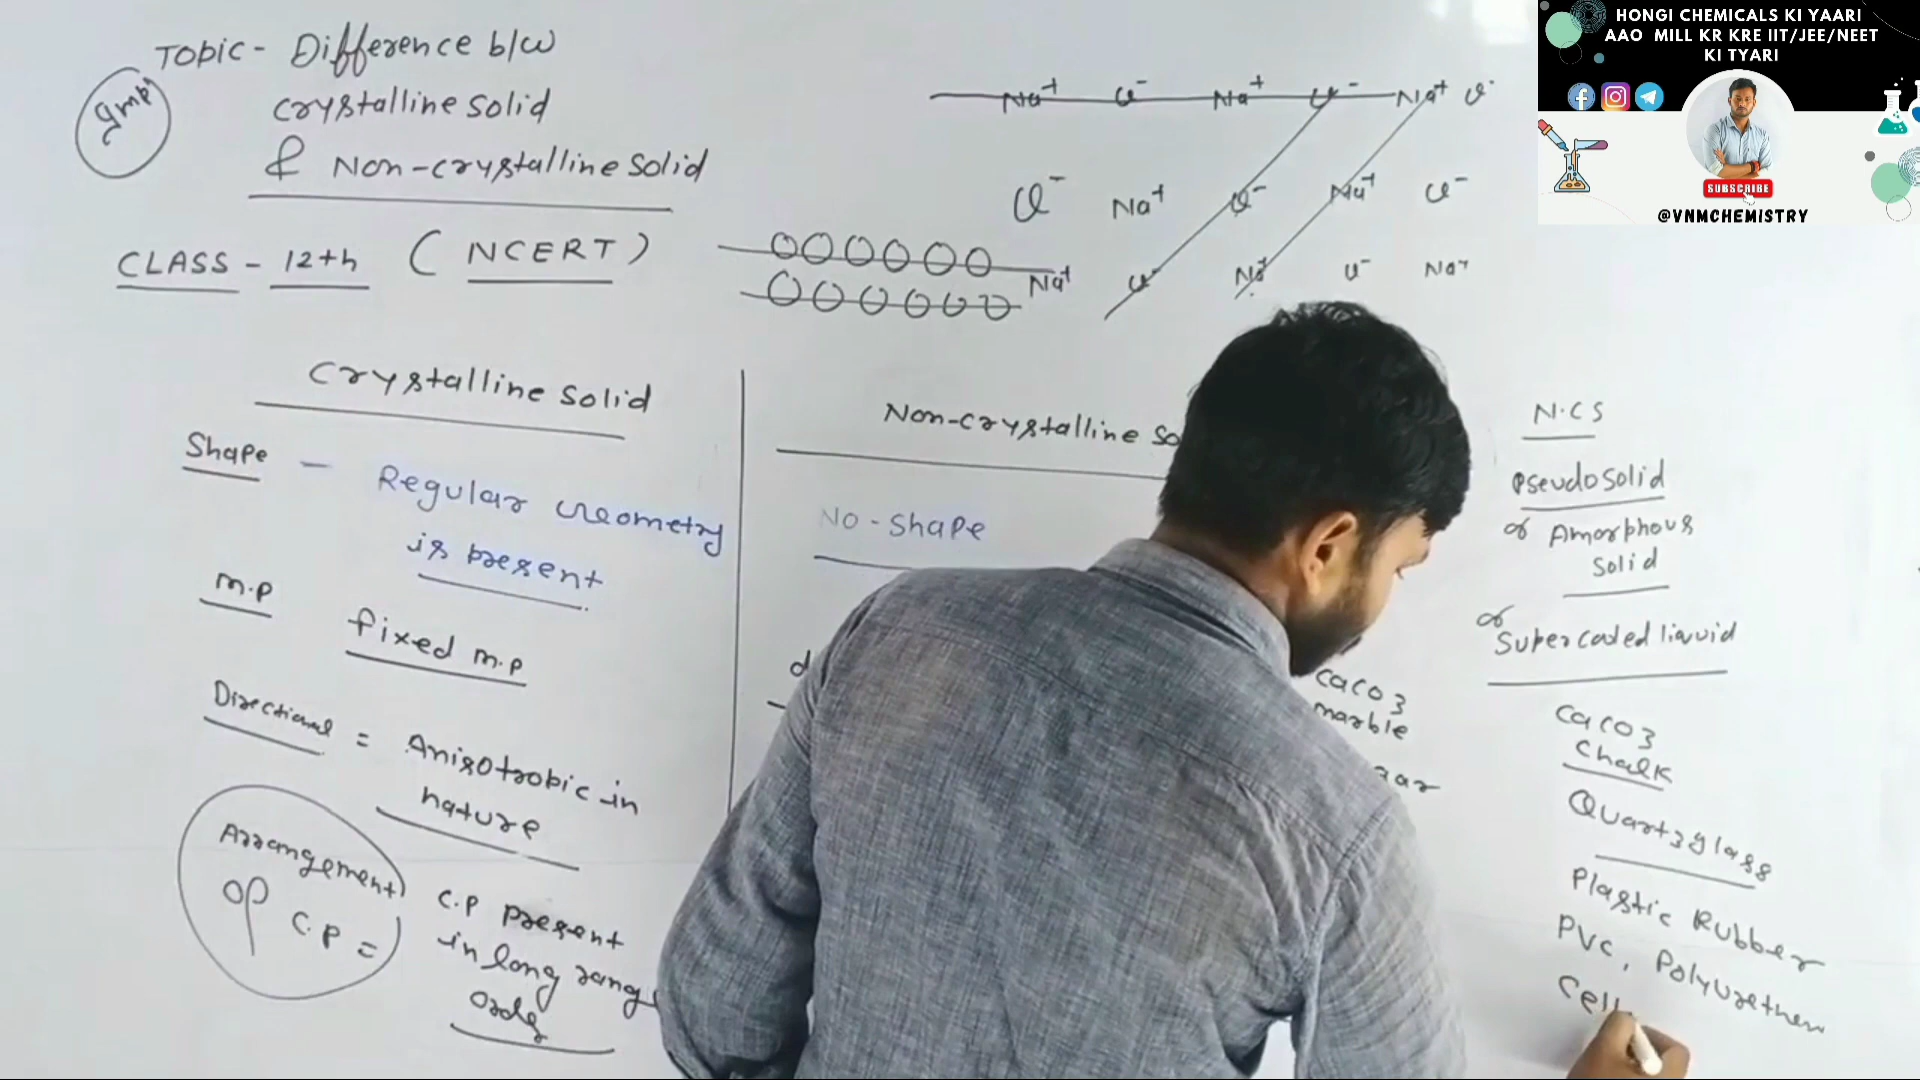 TOPIC - Difference b/w
crystalline solid
& Non-crystalline solid
Imp
CLASS - 12th ( NCERT )
Na+ Cl- Na+ Cl- Na+ Cl-
Cl- Na+ Cl- Na+ Cl-
Na+ Cl- Na+ Cl- Na+
HONGI CHEMICALS KI YAARI
AAO MILL KR KRE IIT/JEE/NEET
KI TYARI
SUBSCRIBE
@VNMCHEMISTRY
Crystalline solid
Shape - Regular Geometry
is present
M.P fixed M.P
Directional = Anisotropic in
nature
Arrangement
of C.P =
C.P present
in long rang
order
Non-crystalline so
No-shape
CaCO3
marble
N.C.S
Pseudosolid
or Amorphous
solid
or
Supercooled liquid
CaCO3
Chalk
Quartz glass
Plastic Rubber
PVC, Polyurethen
Cell